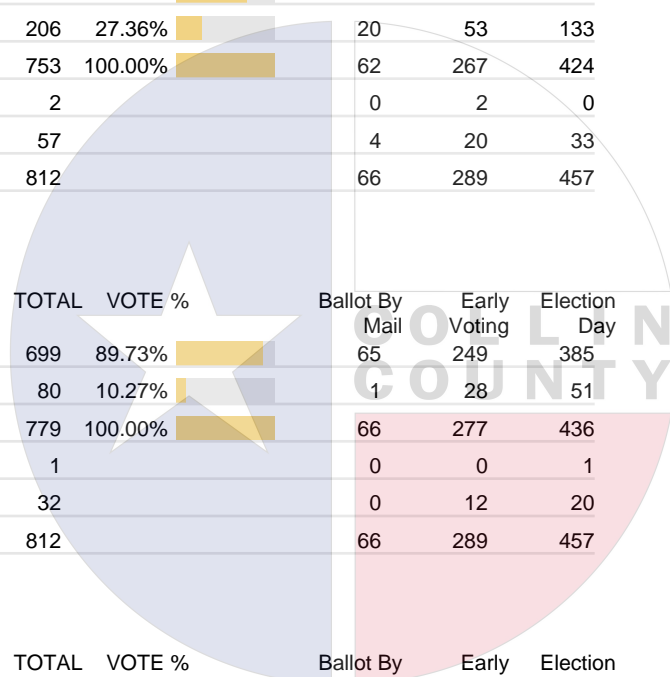 206 27.36% 20 53 133
753 100.00% 62 267 424
2 0 2 0
57 4 20 33
812 66 289 457
TOTAL VOTE % Ballot By Early Election
Mail Voting Day
COLLIN
COUNTY
699 89.73% 65 249 385
80 10.27% 1 28 51
779 100.00% 66 277 436
1 0 0 1
32 0 12 20
812 66 289 457
TOTAL VOTE % Ballot By Early Election